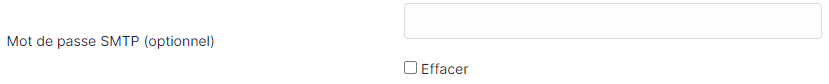 Mot de passe SMTP (optionnel)
Effacer